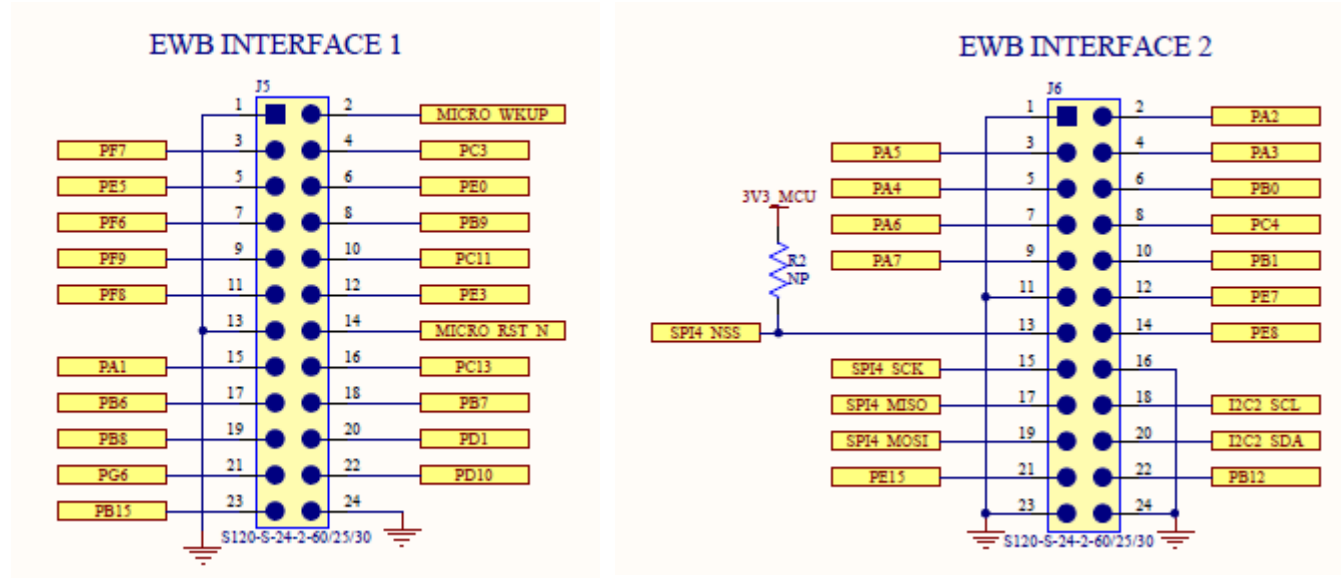 EWB INTERFACE 1
J5
1 2 MICRO_WKUP
PF7 3 4 PC3
PE5 5 6 PE0
PF6 7 8 PB9
PF9 9 10 PC11
PF8 11 12 PE3
13 14 MICRO_RST_N
PA1 15 16 PC13
PB6 17 18 PB7
PB8 19 20 PD1
PG6 21 22 PD10
PB15 23 24
S120-S-24-2-60/25/30
EWB INTERFACE 2
J6
1 2 PA2
PA5 3 4 PA3
PA4 5 6 PB0
3V3_MCU
PA6 7 8 PC4
PA7 9 10 PB1
R2
NP
11 12 PE7
SPI4_NSS 13 14 PE8
SPI4_SCK 15 16
SPI4_MISO 17 18 I2C2_SCL
SPI4_MOSI 19 20 I2C2_SDA
PE15 21 22 PB12
23 24
S120-S-24-2-60/25/30